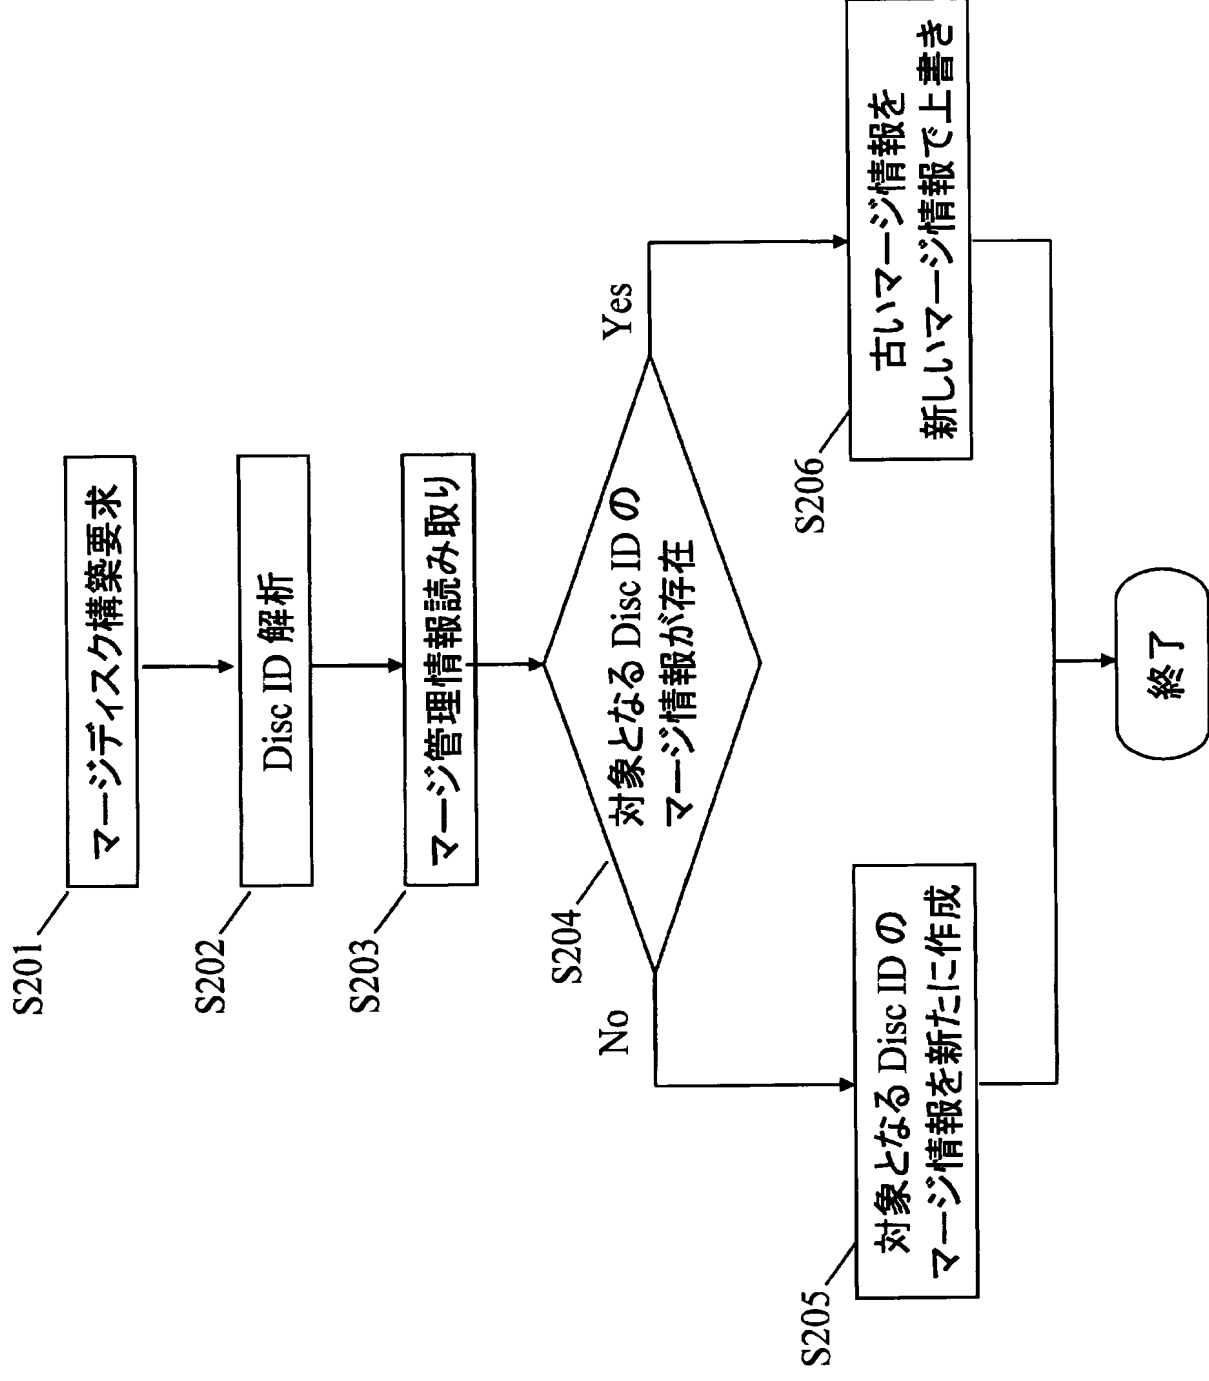 S201
マージディスク構築要求
S202
Disc ID 解析
S203
マージ管理情報読み取り
S204
対象となる Disc ID の
マージ情報が存在
No
Yes
S205
対象となる Disc ID の
マージ情報を新たに作成
S206
古いマージ情報を
新しいマージ情報で上書き
終了